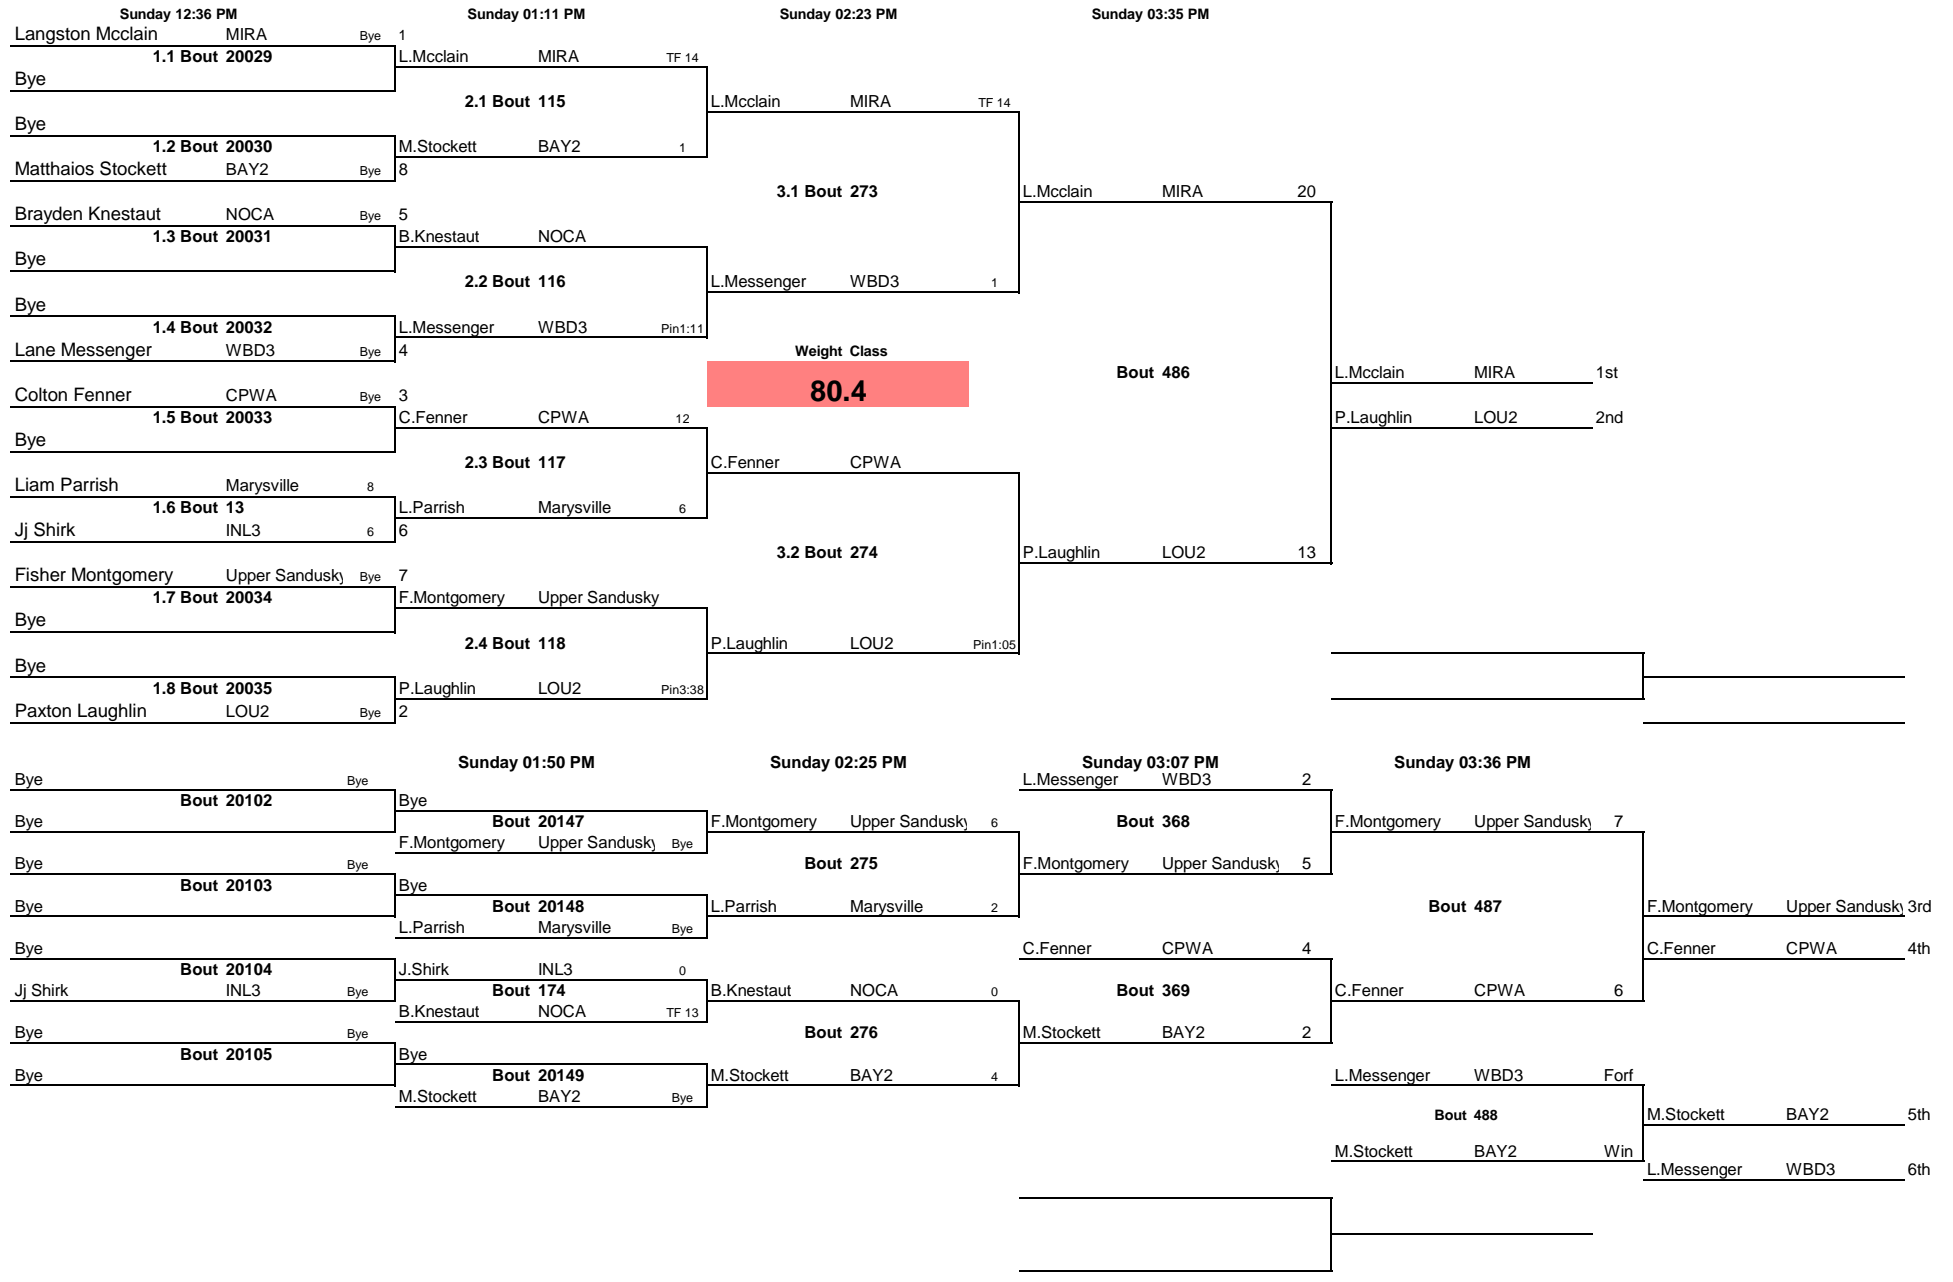 Sunday 12:36 PM Sunday 01:11 PM Sunday 02:23 PM Sunday 03:35 PM
Langston Mcclain MIRA Bye 1
1.1 Bout 20029 L.Mcclain MIRA TF 14
Bye
2.1 Bout 115 L.Mcclain MIRA TF 14
Bye
1.2 Bout 20030 M.Stockett BAY2 1
Matthaios Stockett BAY2 Bye 8
3.1 Bout 273 L.Mcclain MIRA 20
Brayden Knestaut NOCA Bye 5
1.3 Bout 20031 B.Knestaut NOCA
Bye
2.2 Bout 116 L.Messenger WBD3 1
Bye
1.4 Bout 20032 L.Messenger WBD3 Pin1:11
Lane Messenger WBD3 Bye 4 Weight Class
Bout 486 L.Mcclain MIRA 1st
Colton Fenner CPWA Bye 3 80.4
1.5 Bout 20033 C.Fenner CPWA 12 P.Laughlin LOU2 2nd
Bye
2.3 Bout 117 C.Fenner CPWA
Liam Parrish Marysville 8
1.6 Bout 13 L.Parrish Marysville 6
Jj Shirk INL3 6 6
3.2 Bout 274 P.Laughlin LOU2 13
Fisher Montgomery Upper Sandusky Bye 7
1.7 Bout 20034 F.Montgomery Upper Sandusky
Bye
2.4 Bout 118 P.Laughlin LOU2 Pin1:05
Bye
1.8 Bout 20035 P.Laughlin LOU2 Pin3:38
Paxton Laughlin LOU2 Bye 2
Sunday 01:50 PM Sunday 02:25 PM Sunday 03:07 PM Sunday 03:36 PM
Bye Bye L.Messenger WBD3 2
Bout 20102 Bye
Bye Bout 20147 F.Montgomery Upper Sandusky 6 Bout 368 F.Montgomery Upper Sandusky 7
F.Montgomery Upper Sandusky Bye
Bye Bye Bout 275 F.Montgomery Upper Sandusky 5
Bout 20103 Bye
Bye Bout 20148 L.Parrish Marysville 2 Bout 487 F.Montgomery Upper Sandusky 3rd
L.Parrish Marysville Bye
Bye C.Fenner CPWA 4 C.Fenner CPWA 4th
Bout 20104 J.Shirk INL3 0
Jj Shirk INL3 Bye Bout 174 B.Knestaut NOCA 0 Bout 369 C.Fenner CPWA 6
B.Knestaut NOCA TF 13
Bye Bye Bout 276 M.Stockett BAY2 2
Bout 20105 Bye
Bye Bout 20149 M.Stockett BAY2 4 L.Messenger WBD3 Forf
M.Stockett BAY2 Bye
Bout 488 M.Stockett BAY2 5th
M.Stockett BAY2 Win
L.Messenger WBD3 6th